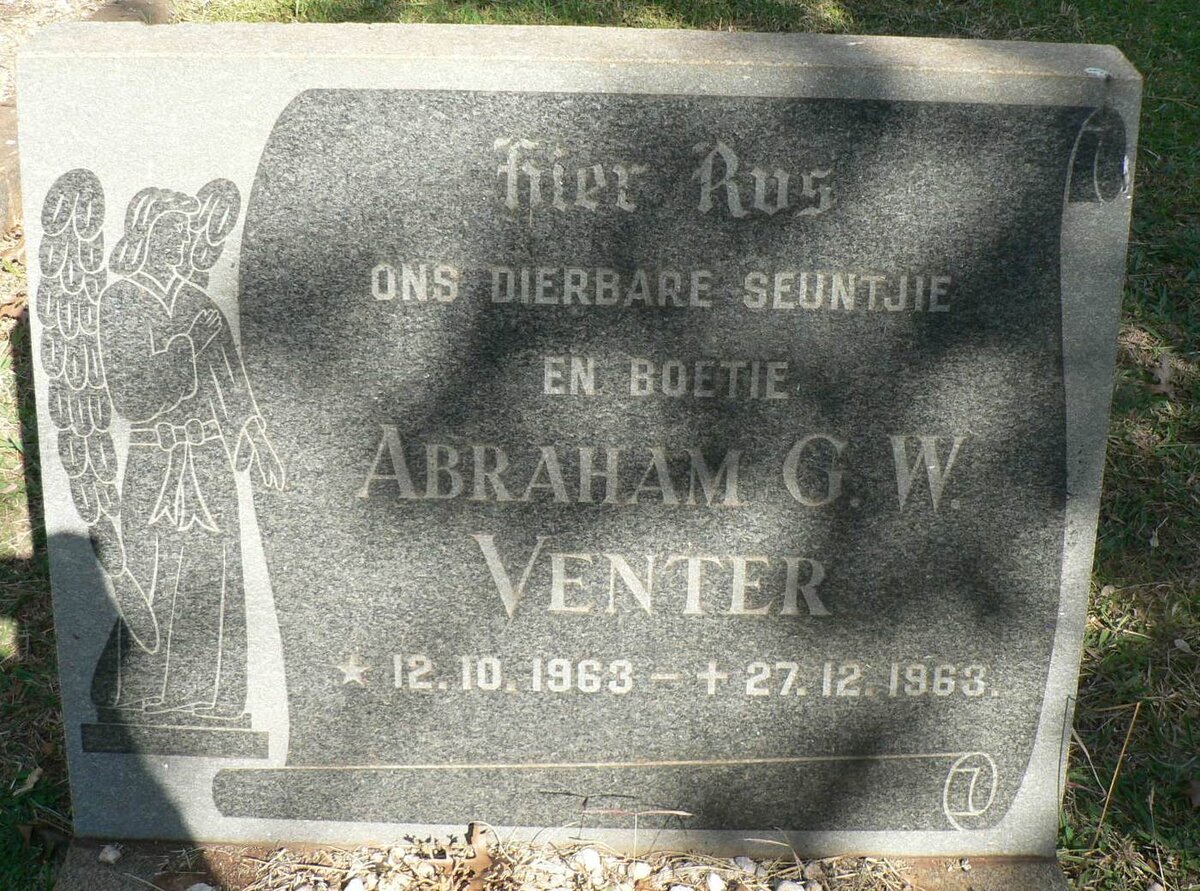 Hier Rus
ONS DIERBARE SEUNTJIE
EN BOETIE
ABRAHAM G. W.
VENTER
★ 12.10.1963 – ✝ 27.12.1963.